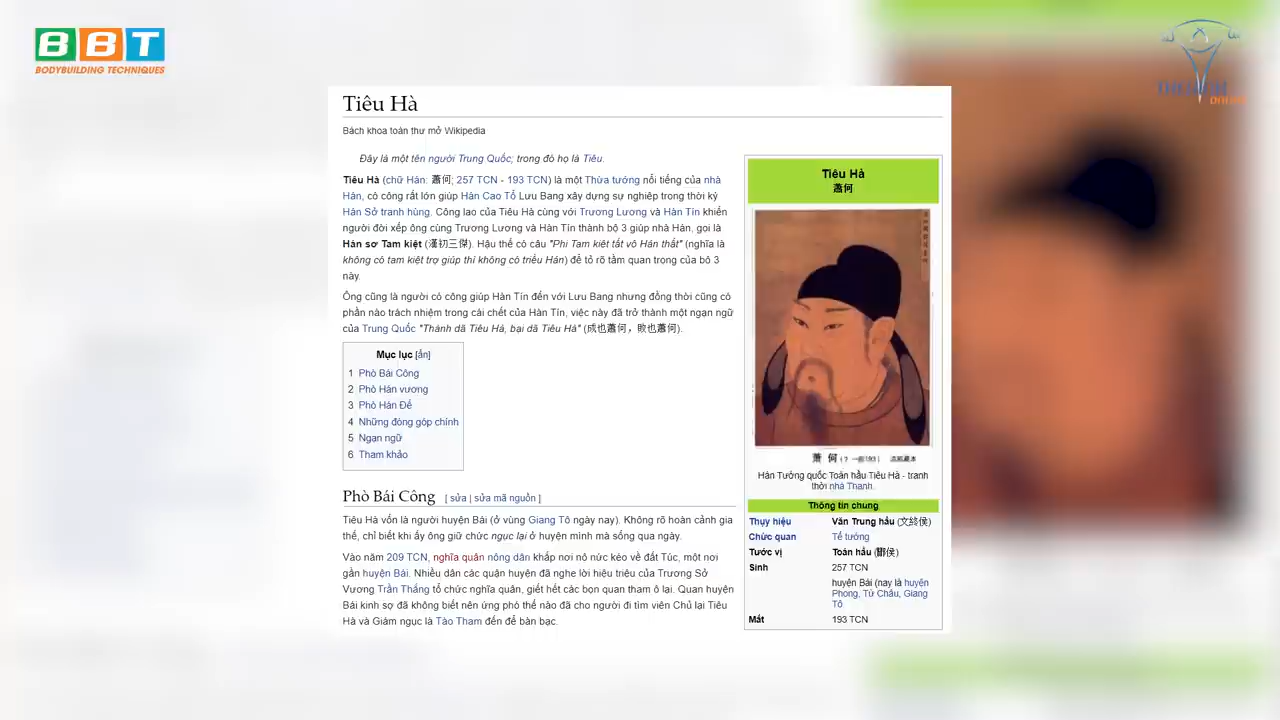 BBT
BODYBUILDING TECHNIQUES
Tiêu Hà
Bách khoa toàn thư mở Wikipedia
Đây là một tên người Trung Quốc; trong đó họ là Tiêu.
Tiêu Hà (chữ Hán: 蕭何; 257 TCN - 193 TCN) là một Thừa tướng nổi tiếng của nhà
Hán, có công rất lớn giúp Hán Cao Tổ Lưu Bang xây dựng sự nghiệp trong thời kỳ
Hán Sở tranh hùng. Công lao của Tiêu Hà cùng với Trương Lương và Hàn Tín khiến
người đời xếp ông cùng Trương Lương và Hàn Tín thành bộ 3 giúp nhà Hán, gọi là
Hán sơ Tam kiệt (漢初三傑). Hậu thế có câu "Phi Tam kiệt tất vô Hán thất" (nghĩa là
không có tam kiệt trợ giúp thì không có triều Hán) để tỏ rõ tầm quan trọng của bộ 3
này.
Ông cũng là người có công giúp Hàn Tín đến với Lưu Bang nhưng đồng thời cũng có
phần nào trách nhiệm trong cái chết của Hàn Tín, việc này đã trở thành một ngạn ngữ
của Trung Quốc "Thành dã Tiêu Hà, bại dã Tiêu Hà" (成也蕭何，敗也蕭何).
Mục lục [ẩn]
1 Phò Bái Công
2 Phò Hán vương
3 Phò Hán Đế
4 Những đóng góp chính
5 Ngạn ngữ
6 Tham khảo
Phò Bái Công [ sửa | sửa mã nguồn ]
Tiêu Hà vốn là người huyện Bái (ở vùng Giang Tô ngày nay). Không rõ hoàn cảnh gia
thế, chỉ biết khi ấy ông giữ chức ngục lại ở huyện mình mà sống qua ngày.
Vào năm 209 TCN, nghĩa quân nông dân khắp nơi nô nức kéo về đất Túc, một nơi
gần huyện Bái. Nhiều dân các quận huyện đã nghe lời hiệu triệu của Trương Sở
Vương Trần Thắng tổ chức nghĩa quân, giết hết các bọn quan tham ô lại. Quan huyện
Bái kinh sợ đã không biết nên ứng phó thế nào đã cho người đi tìm viên Chủ lại Tiêu
Hà và Giám ngục là Tào Tham đến để bàn bạc.
Tiêu Hà
蕭何
蕭 何
Hán Tướng quốc Toản hầu Tiêu Hà - tranh
thời nhà Thanh.
Thông tin chung
Thụy hiệu Văn Trung hầu (文終侯)
Chức quan Tể tướng
Tước vị Toản hầu (酇侯)
Sinh 257 TCN
huyện Bái (nay là huyện
Phong, Từ Châu, Giang
Tô
Mất 193 TCN